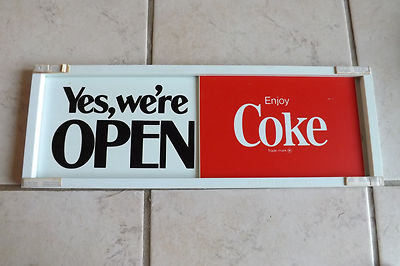 Yes, we're
OPEN
Enjoy
Coke
Trade-mark ®